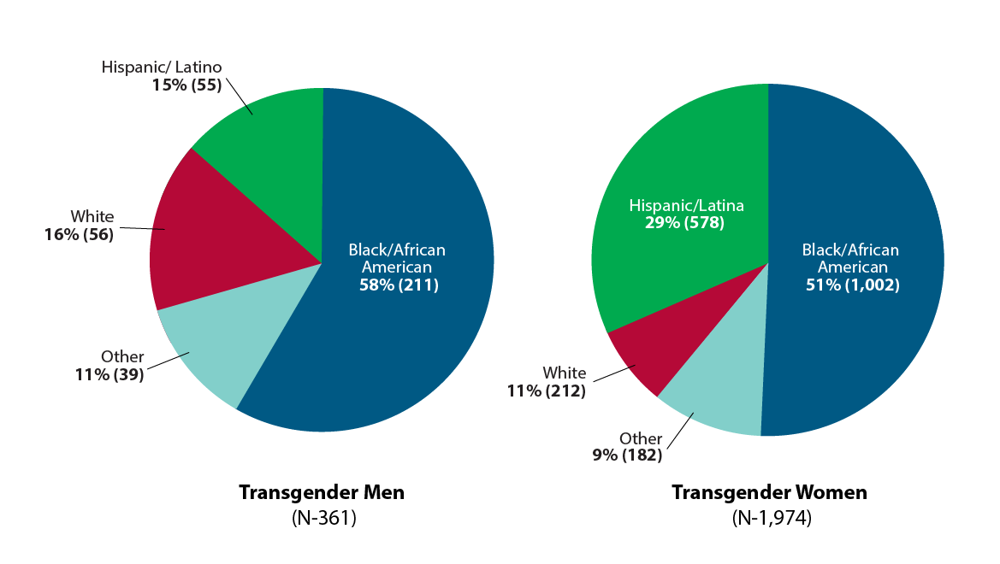 Hispanic/ Latino
15% (55)
White
16% (56)
Other
11% (39)
Black/African
American
58% (211)
Transgender Men
(N-361)
Hispanic/Latina
29% (578)
White
11% (212)
Other
9% (182)
Black/African
American
51% (1,002)
Transgender Women
(N-1,974)